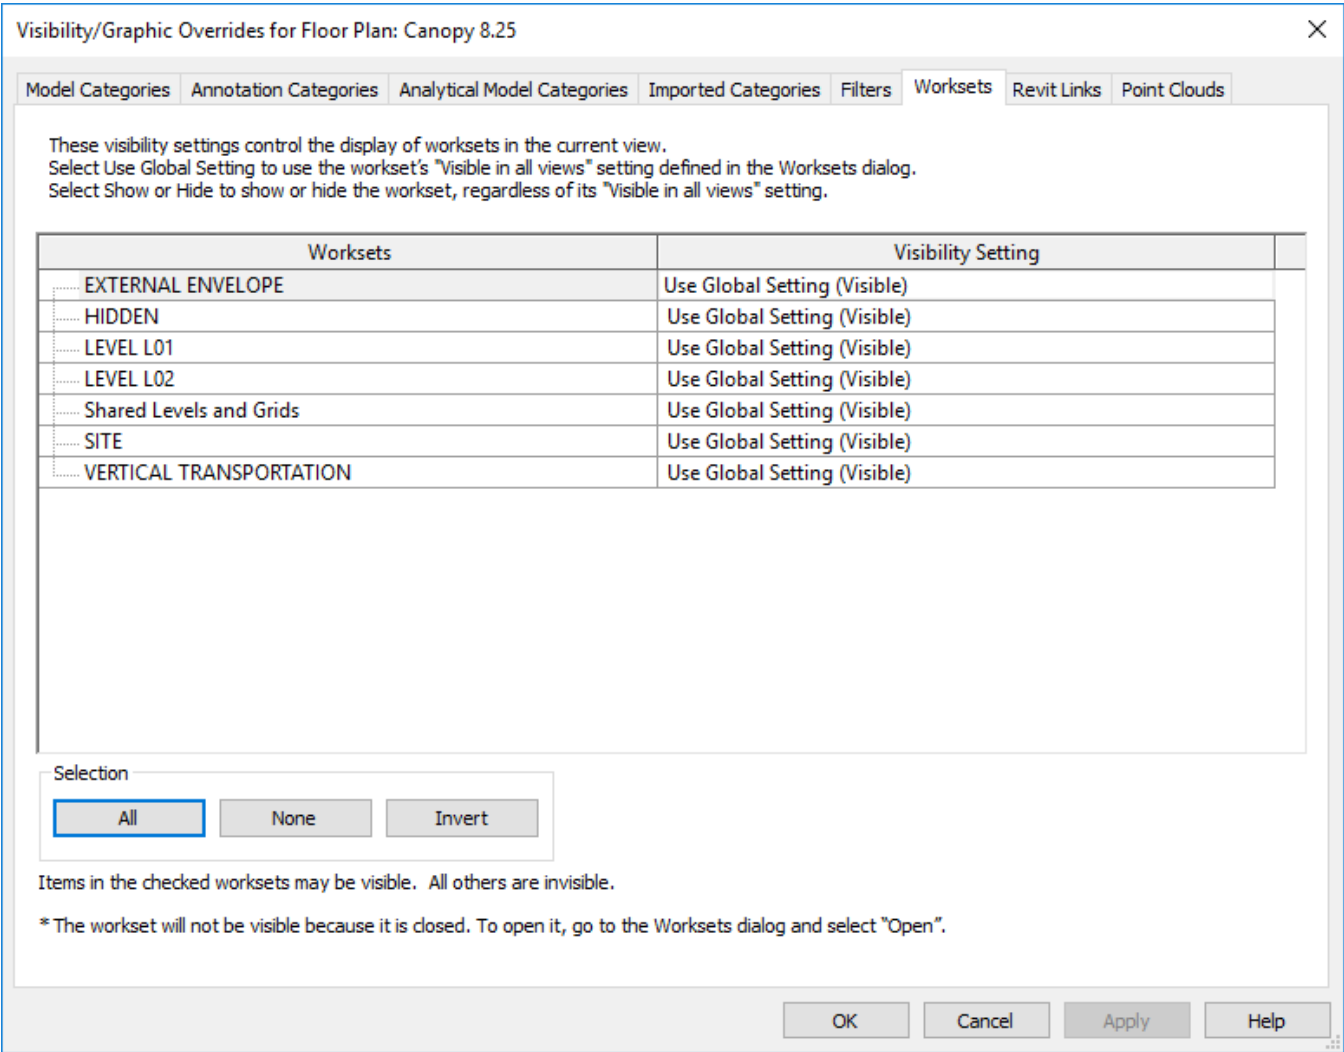 Visibility/Graphic Overrides for Floor Plan: Canopy 8.25
Model Categories Annotation Categories Analytical Model Categories Imported Categories Filters Worksets Revit Links Point Clouds
These visibility settings control the display of worksets in the current view.
Select Use Global Setting to use the workset's "Visible in all views" setting defined in the Worksets dialog.
Select Show or Hide to show or hide the workset, regardless of its "Visible in all views" setting.
Worksets Visibility Setting
EXTERNAL ENVELOPE Use Global Setting (Visible)
HIDDEN Use Global Setting (Visible)
LEVEL L01 Use Global Setting (Visible)
LEVEL L02 Use Global Setting (Visible)
Shared Levels and Grids Use Global Setting (Visible)
SITE Use Global Setting (Visible)
VERTICAL TRANSPORTATION Use Global Setting (Visible)
Selection
All None Invert
Items in the checked worksets may be visible. All others are invisible.
* The workset will not be visible because it is closed. To open it, go to the Worksets dialog and select “Open”.
OK Cancel Apply Help